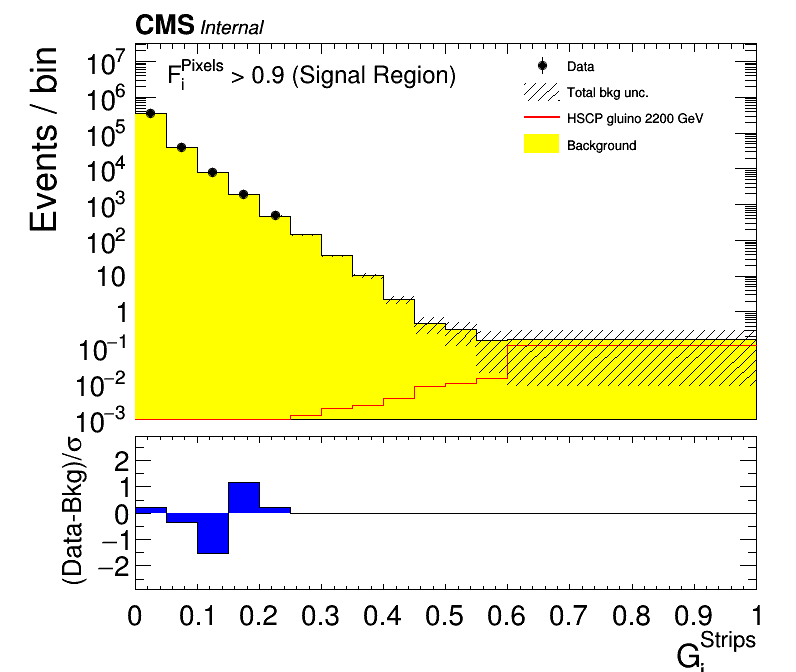 CMS Internal
F_i^Pixels > 0.9 (Signal Region)
Data
Total bkg unc.
HSCP gluino 2200 GeV
Background
Events / bin
10^7
10^6
10^5
10^4
10^3
10^2
10
1
10^−1
10^−2
10^−3
(Data-Bkg)/σ
2
1
0
−1
−2
0 0.1 0.2 0.3 0.4 0.5 0.6 0.7 0.8 0.9 1
G_i^Strips